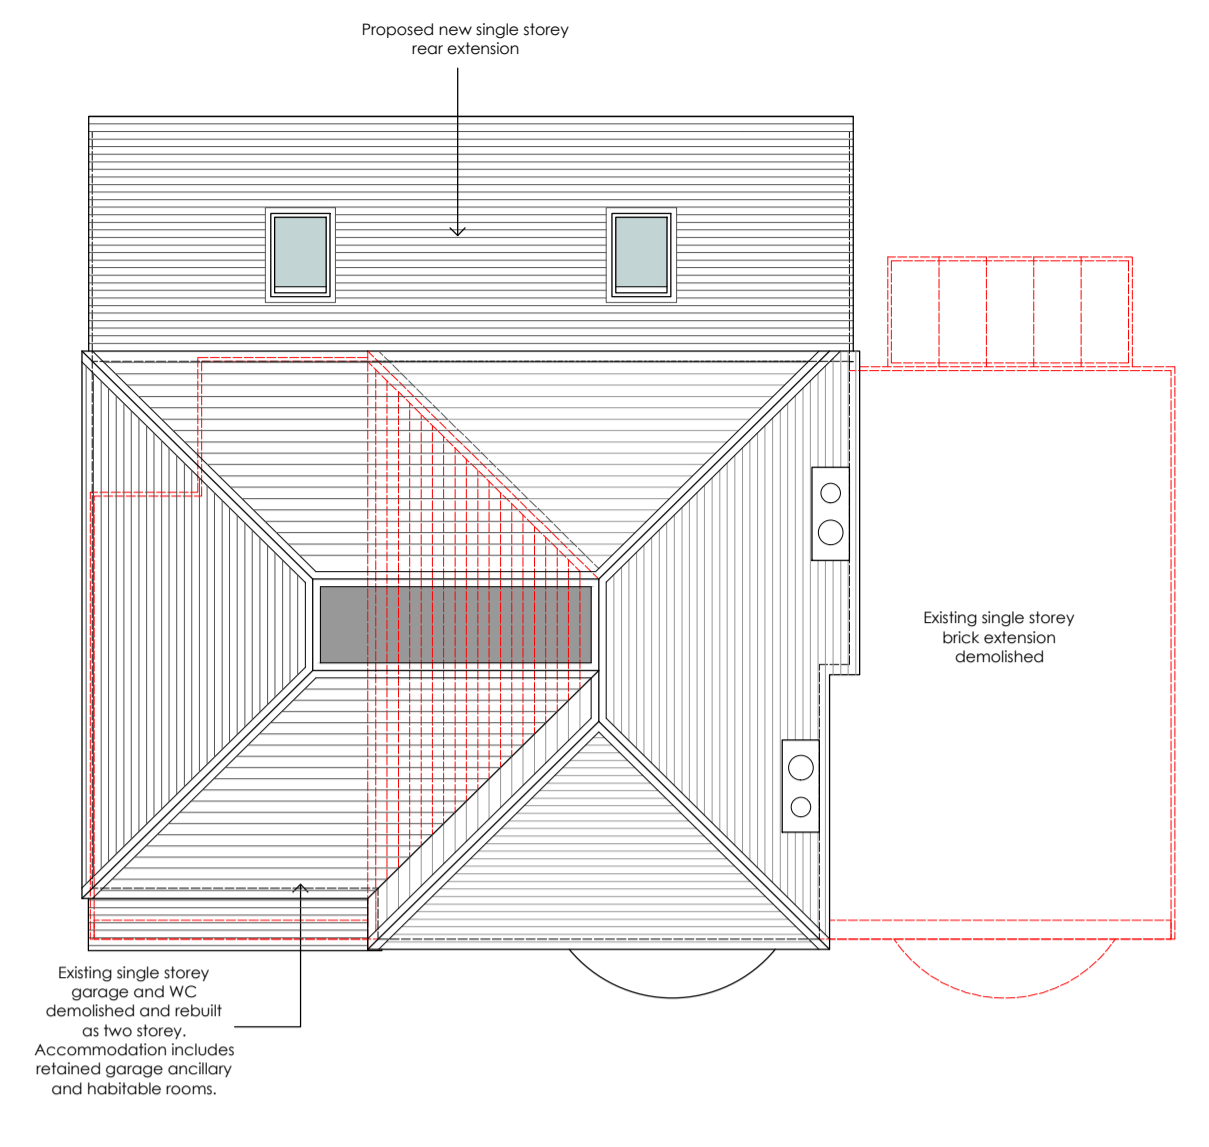 Proposed new single storey
rear extension
Existing single storey
brick extension
demolished
Existing single storey
garage and WC
demolished and rebuilt
as two storey.
Accommodation includes
retained garage ancillary
and habitable rooms.